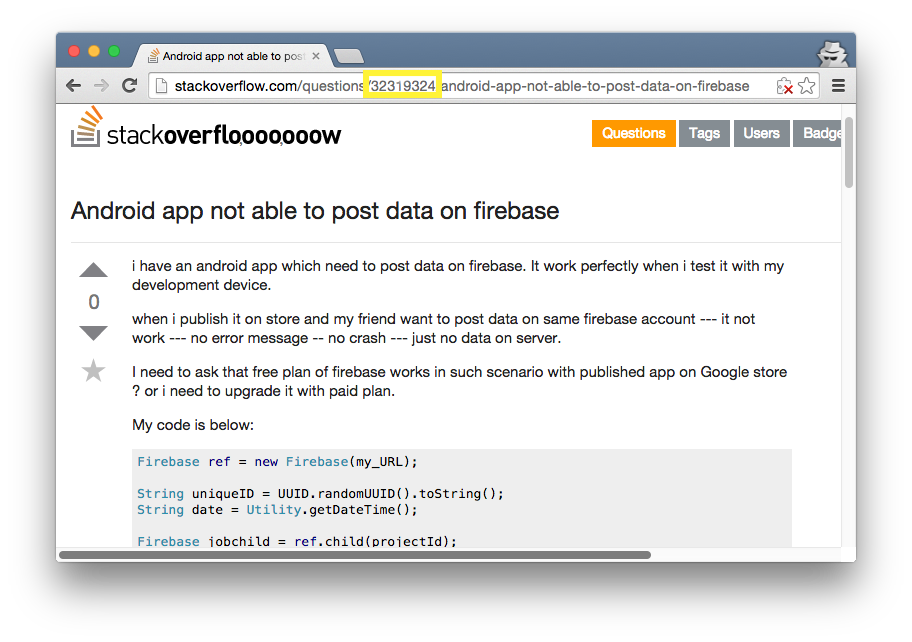 Android app not able to post
stackoverflow.com/questions/32319324/android-app-not-able-to-post-data-on-firebase
stackoverflo,oooo,ooow
Questions Tags Users Badge
Android app not able to post data on firebase
i have an android app which need to post data on firebase. It work perfectly when i test it with my
development device.
0
when i publish it on store and my friend want to post data on same firebase account --- it not
work --- no error message -- no crash --- just no data on server.
I need to ask that free plan of firebase works in such scenario with published app on Google store
? or i need to upgrade it with paid plan.
My code is below:
Firebase ref = new Firebase(my_URL);
String uniqueID = UUID.randomUUID().toString();
String date = Utility.getDateTime();
Firebase jobchild = ref.child(projectId);